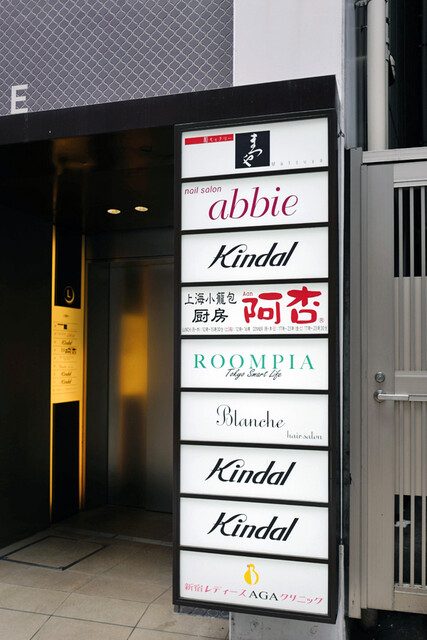 E
まつや
Matsuya
nail salon
abbie
Kindal
上海小籠包
厨房
Aan
阿杏
ROOMPIA
Tokyo Smart Life
Blanche
hair salon
Kindal
Kindal
新宿レディースAGAクリニック